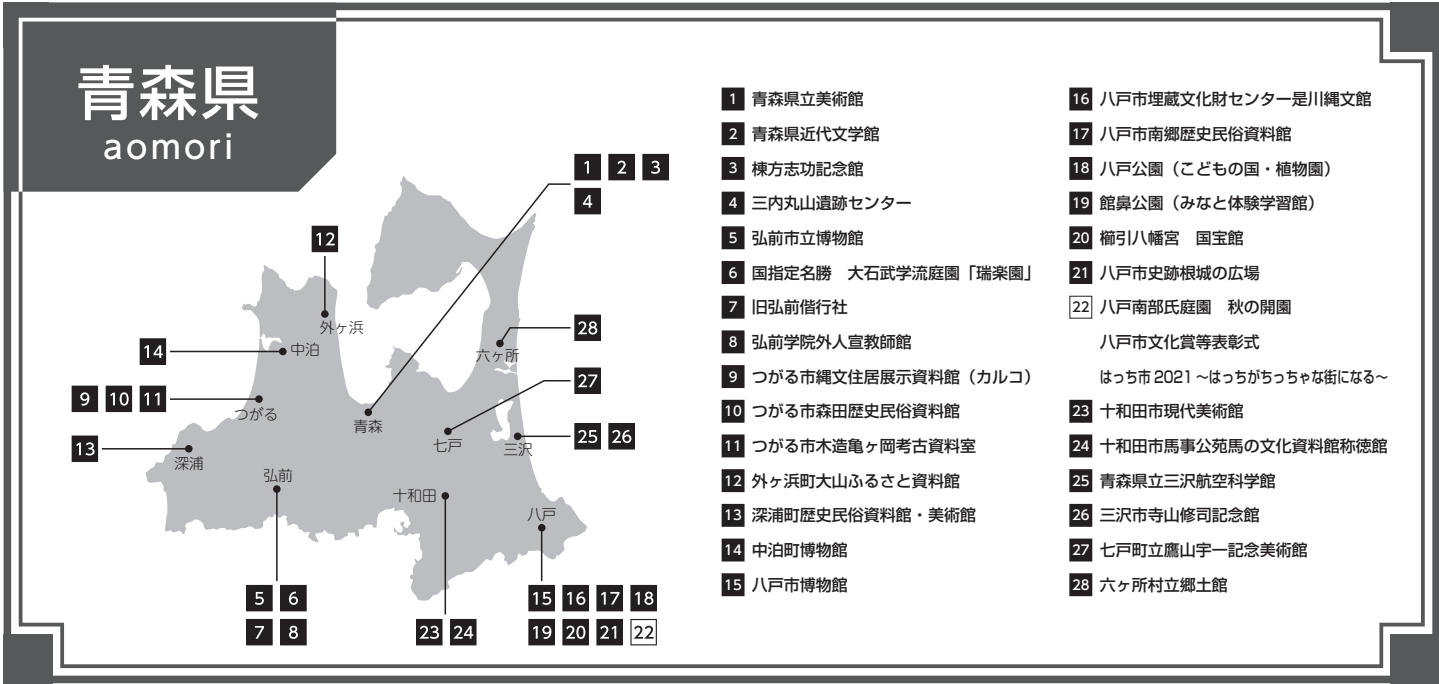 青森県
aomori
1 2 3
4
12
外ヶ浜
14
中泊
28
六ヶ所
27
9 10 11
つがる
青森
七戸
25 26
三沢
13
深浦
弘前
十和田
八戸
5 6
7 8
23 24
15 16 17 18
19 20 21 22
1 青森県立美術館
2 青森県近代文学館
3 棟方志功記念館
4 三内丸山遺跡センター
5 弘前市立博物館
6 国指定名勝　大石武学流庭園「瑞楽園」
7 旧弘前偕行社
8 弘前学院外人宣教師館
9 つがる市縄文住居展示資料館（カルコ）
10 つがる市森田歴史民俗資料館
11 つがる市木造亀ヶ岡考古資料室
12 外ヶ浜町大山ふるさと資料館
13 深浦町歴史民俗資料館・美術館
14 中泊町博物館
15 八戸市博物館
16 八戸市埋蔵文化財センター是川縄文館
17 八戸市南郷歴史民俗資料館
18 八戸公園（こどもの国・植物園）
19 館鼻公園（みなと体験学習館）
20 櫛引八幡宮　国宝館
21 八戸市史跡根城の広場
22 八戸南部氏庭園　秋の開園
八戸市文化賞等表彰式
はっち市 2021 ～はっちがちっちゃな街になる～
23 十和田市現代美術館
24 十和田市馬事公苑馬の文化資料館称徳館
25 青森県立三沢航空科学館
26 三沢市寺山修司記念館
27 七戸町立鷹山宇一記念美術館
28 六ヶ所村立郷土館